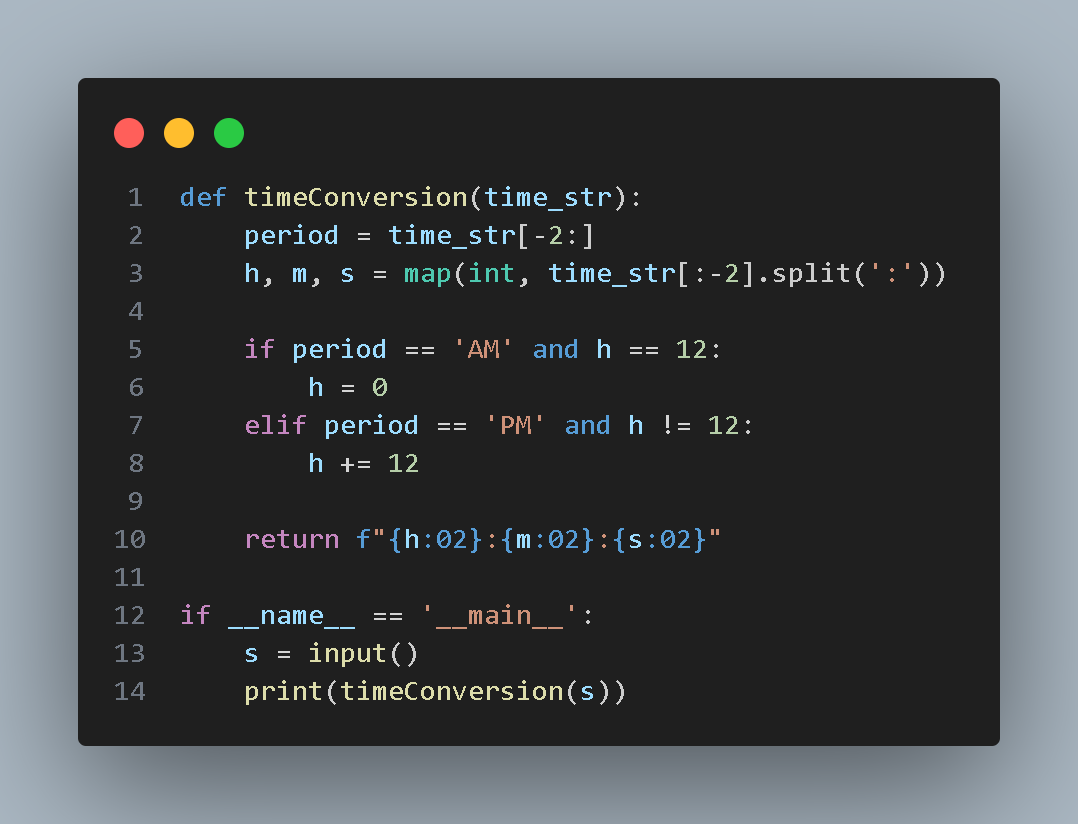 1 def timeConversion(time_str):
2     period = time_str[-2:]
3     h, m, s = map(int, time_str[:-2].split(':'))
4
5     if period == 'AM' and h == 12:
6         h = 0
7     elif period == 'PM' and h != 12:
8         h += 12
9
10     return f"{h:02}:{m:02}:{s:02}"
11
12 if __name__ == '__main__':
13     s = input()
14     print(timeConversion(s))